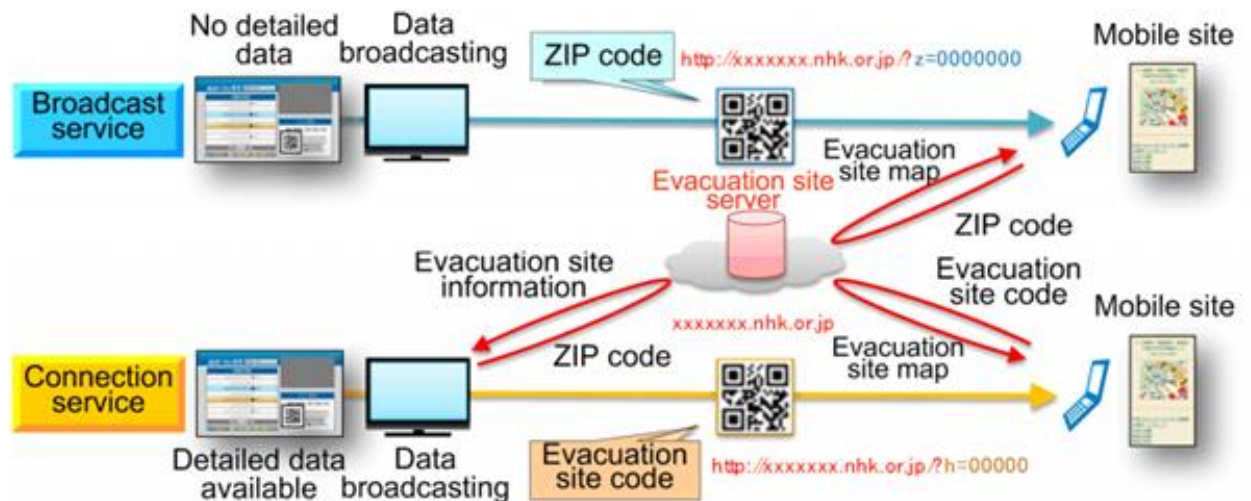 No detailed
data
Data
broadcasting
ZIP code
http://xxxxxxx.nhk.or.jp/?z=0000000
Mobile site
Broadcast
service
Evacuation
site map
Evacuation site
server
ZIP code
Evacuation site
information
Evacuation
site code
xxxxxxx.nhk.or.jp
Mobile site
ZIP code
Evacuation
site map
Connection
service
Detailed data
available
Data
broadcasting
Evacuation
site code
http://xxxxxxx.nhk.or.jp/?h=00000